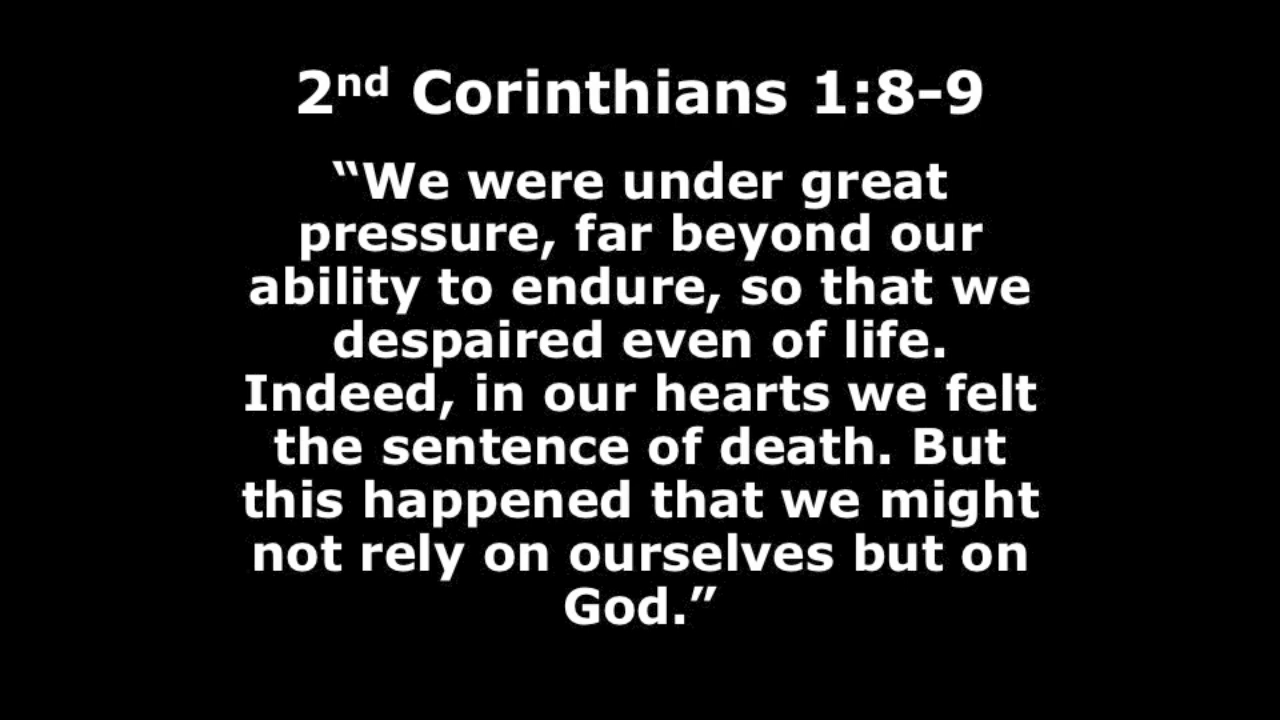 2nd Corinthians 1:8-9
“We were under great
pressure, far beyond our
ability to endure, so that we
despaired even of life.
Indeed, in our hearts we felt
the sentence of death. But
this happened that we might
not rely on ourselves but on
God.”